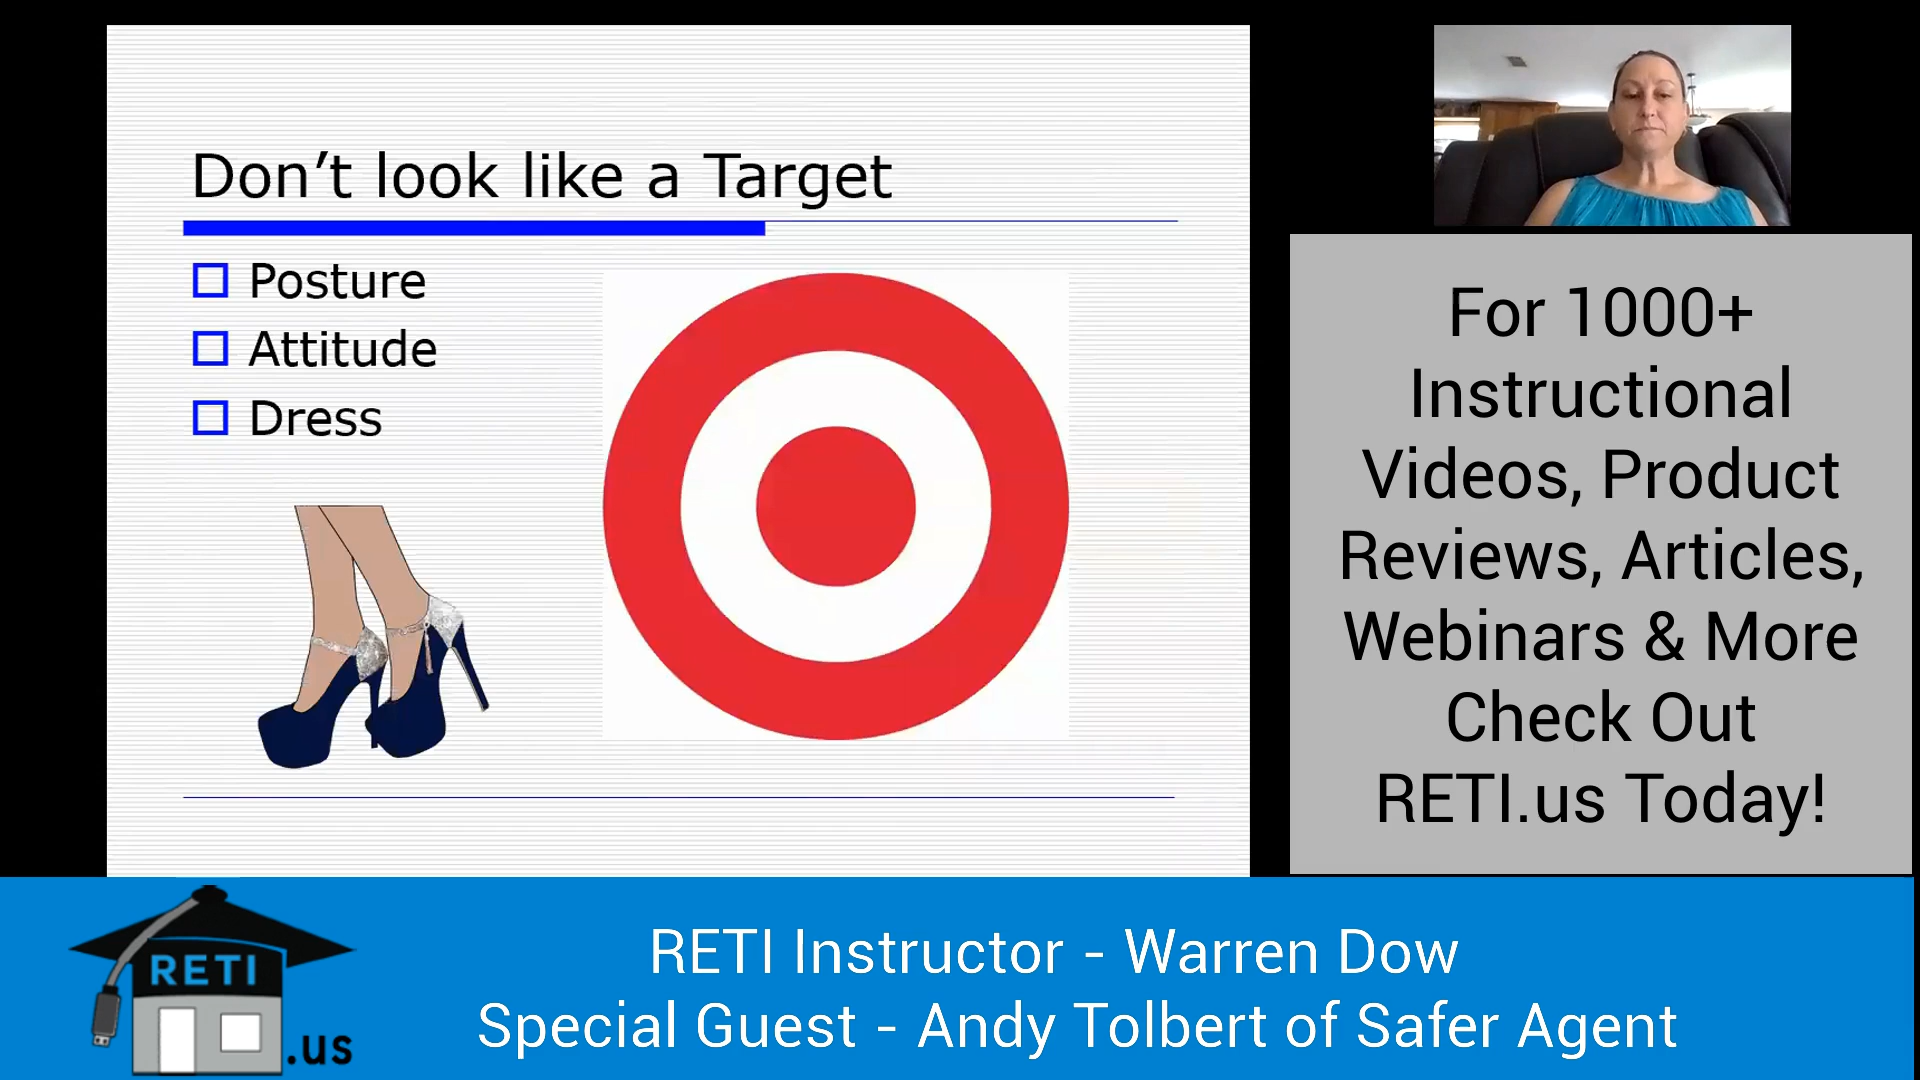 Don’t look like a Target
Posture
Attitude
Dress
For 1000+
Instructional
Videos, Product
Reviews, Articles,
Webinars & More
Check Out
RETI.us Today!
RETI
.us
RETI Instructor - Warren Dow
Special Guest - Andy Tolbert of Safer Agent